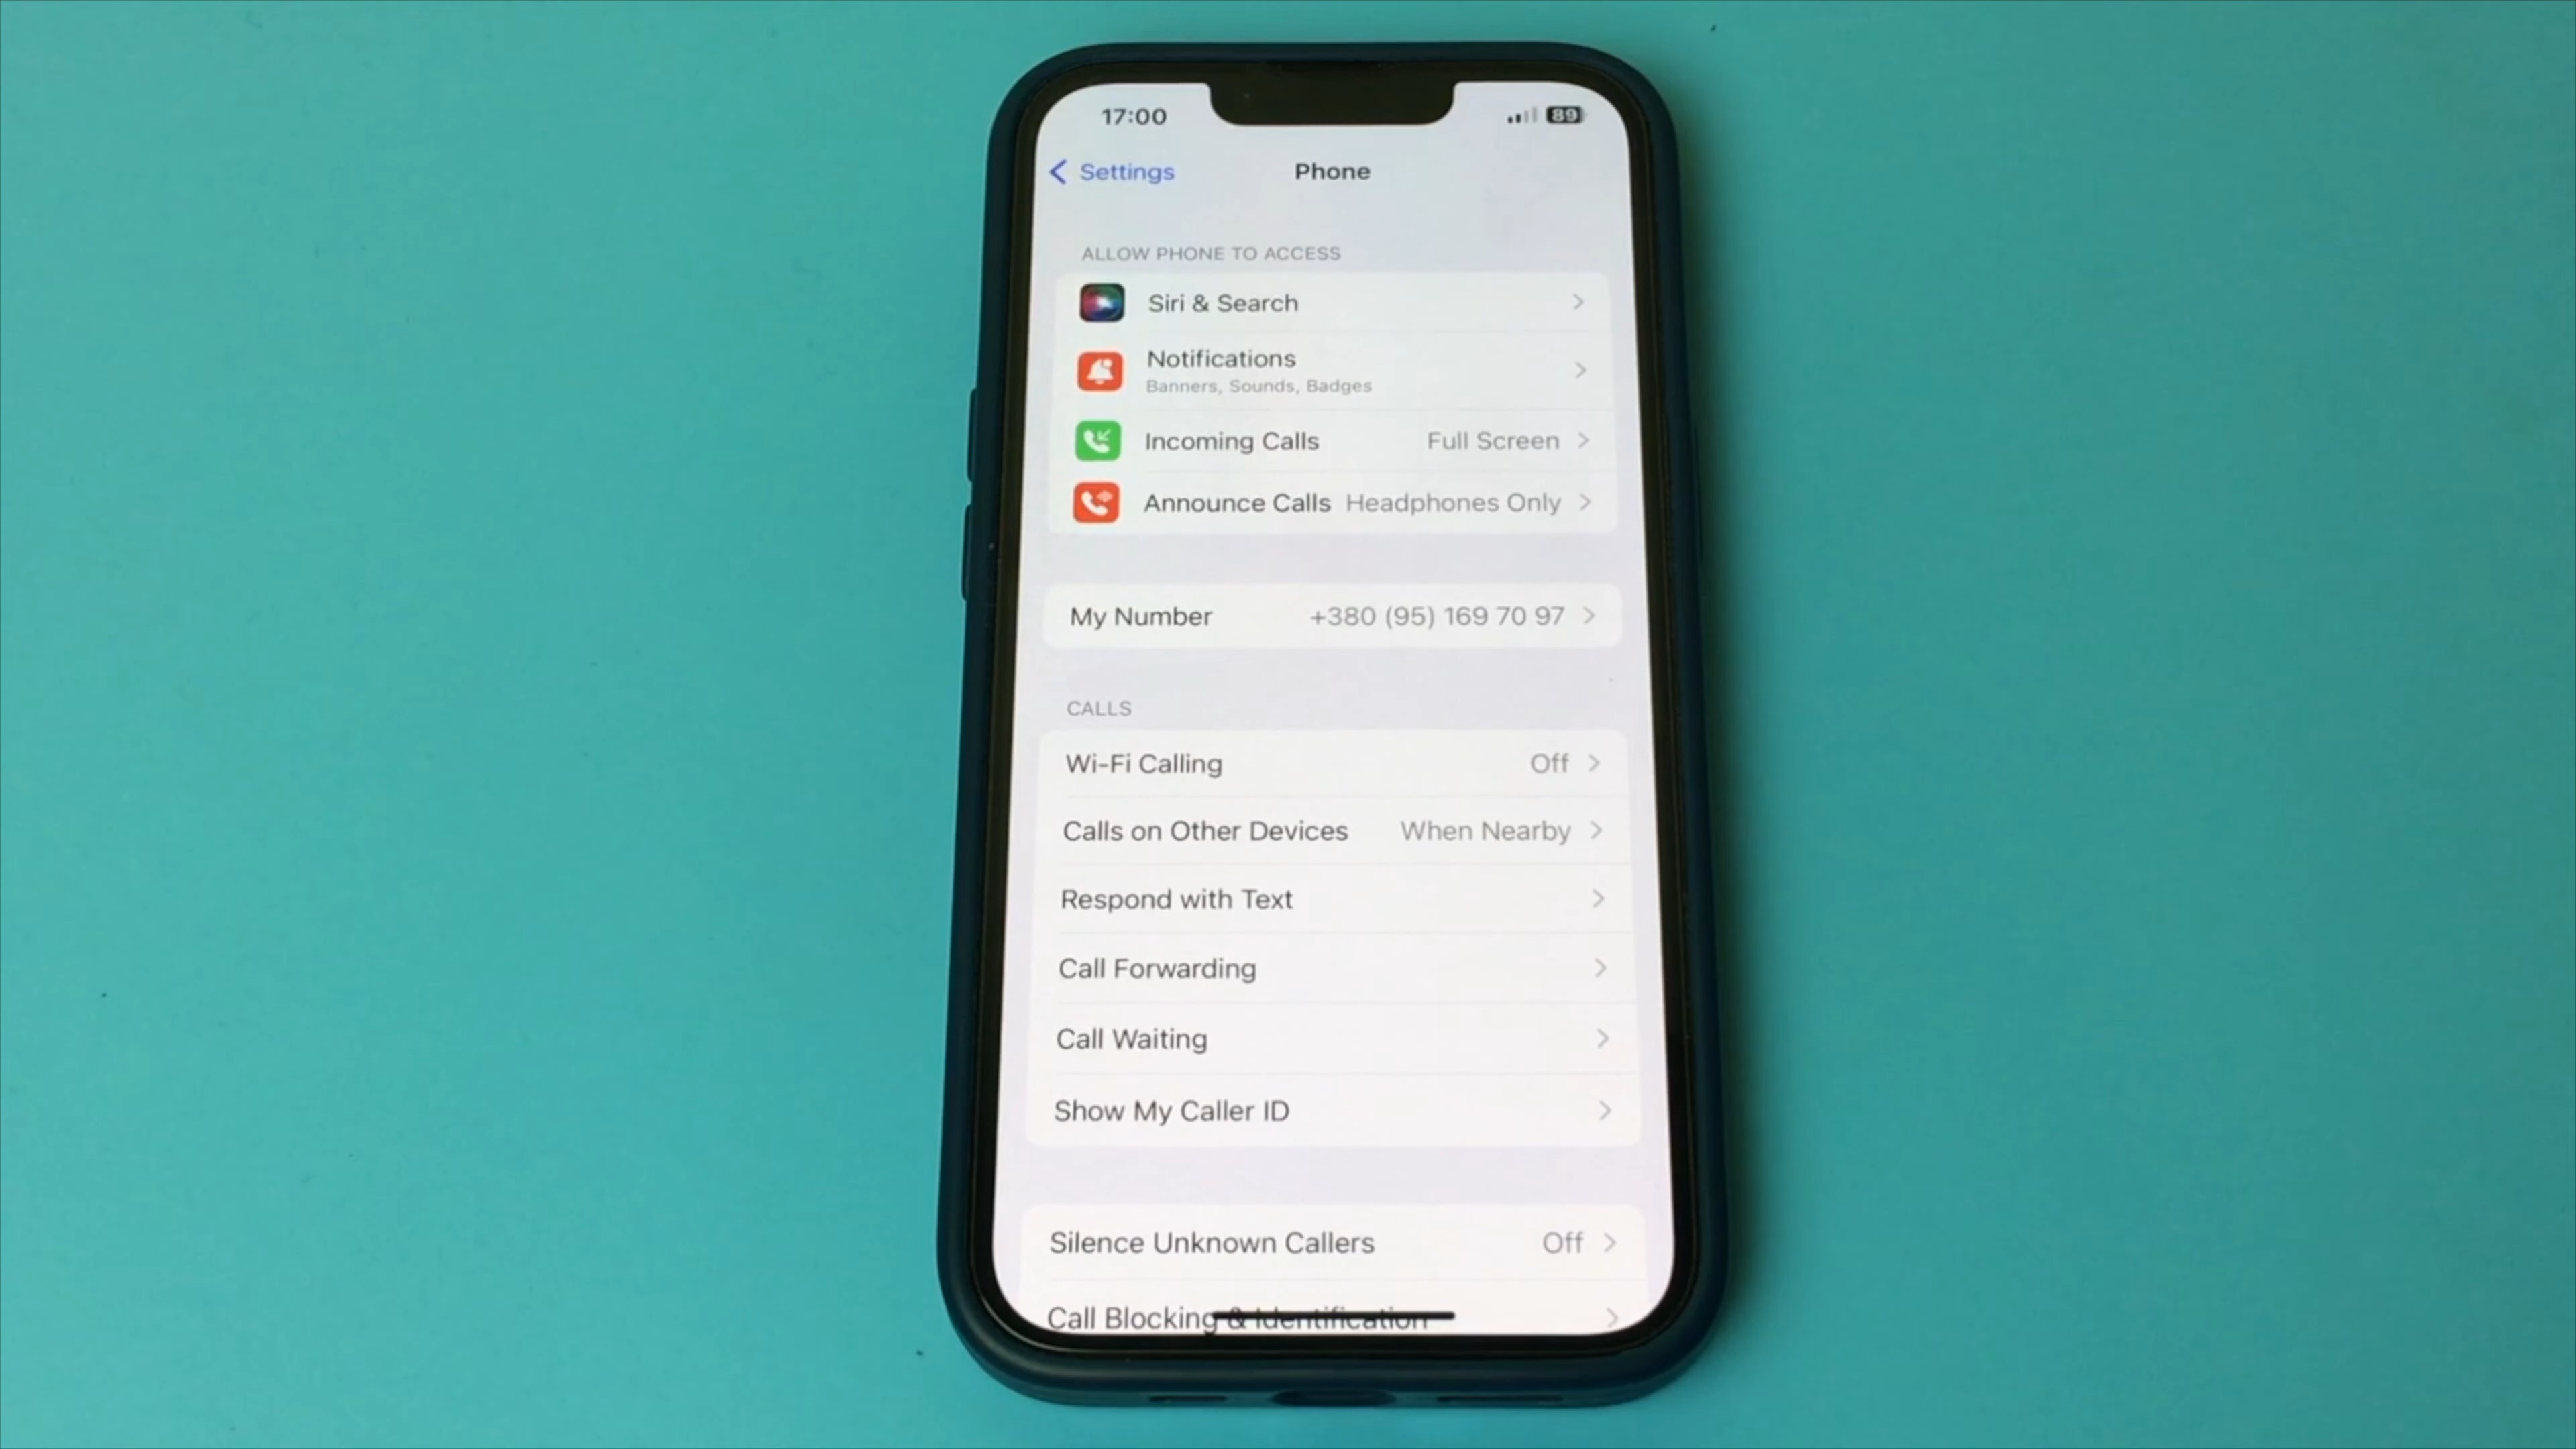 17:00 89
Settings Phone
ALLOW PHONE TO ACCESS
Siri & Search
Notifications
Banners, Sounds, Badges
Incoming Calls Full Screen
Announce Calls Headphones Only
My Number +380 (95) 169 70 97
CALLS
Wi-Fi Calling Off
Calls on Other Devices When Nearby
Respond with Text
Call Forwarding
Call Waiting
Show My Caller ID
Silence Unknown Callers Off
Call Blocking & Identification